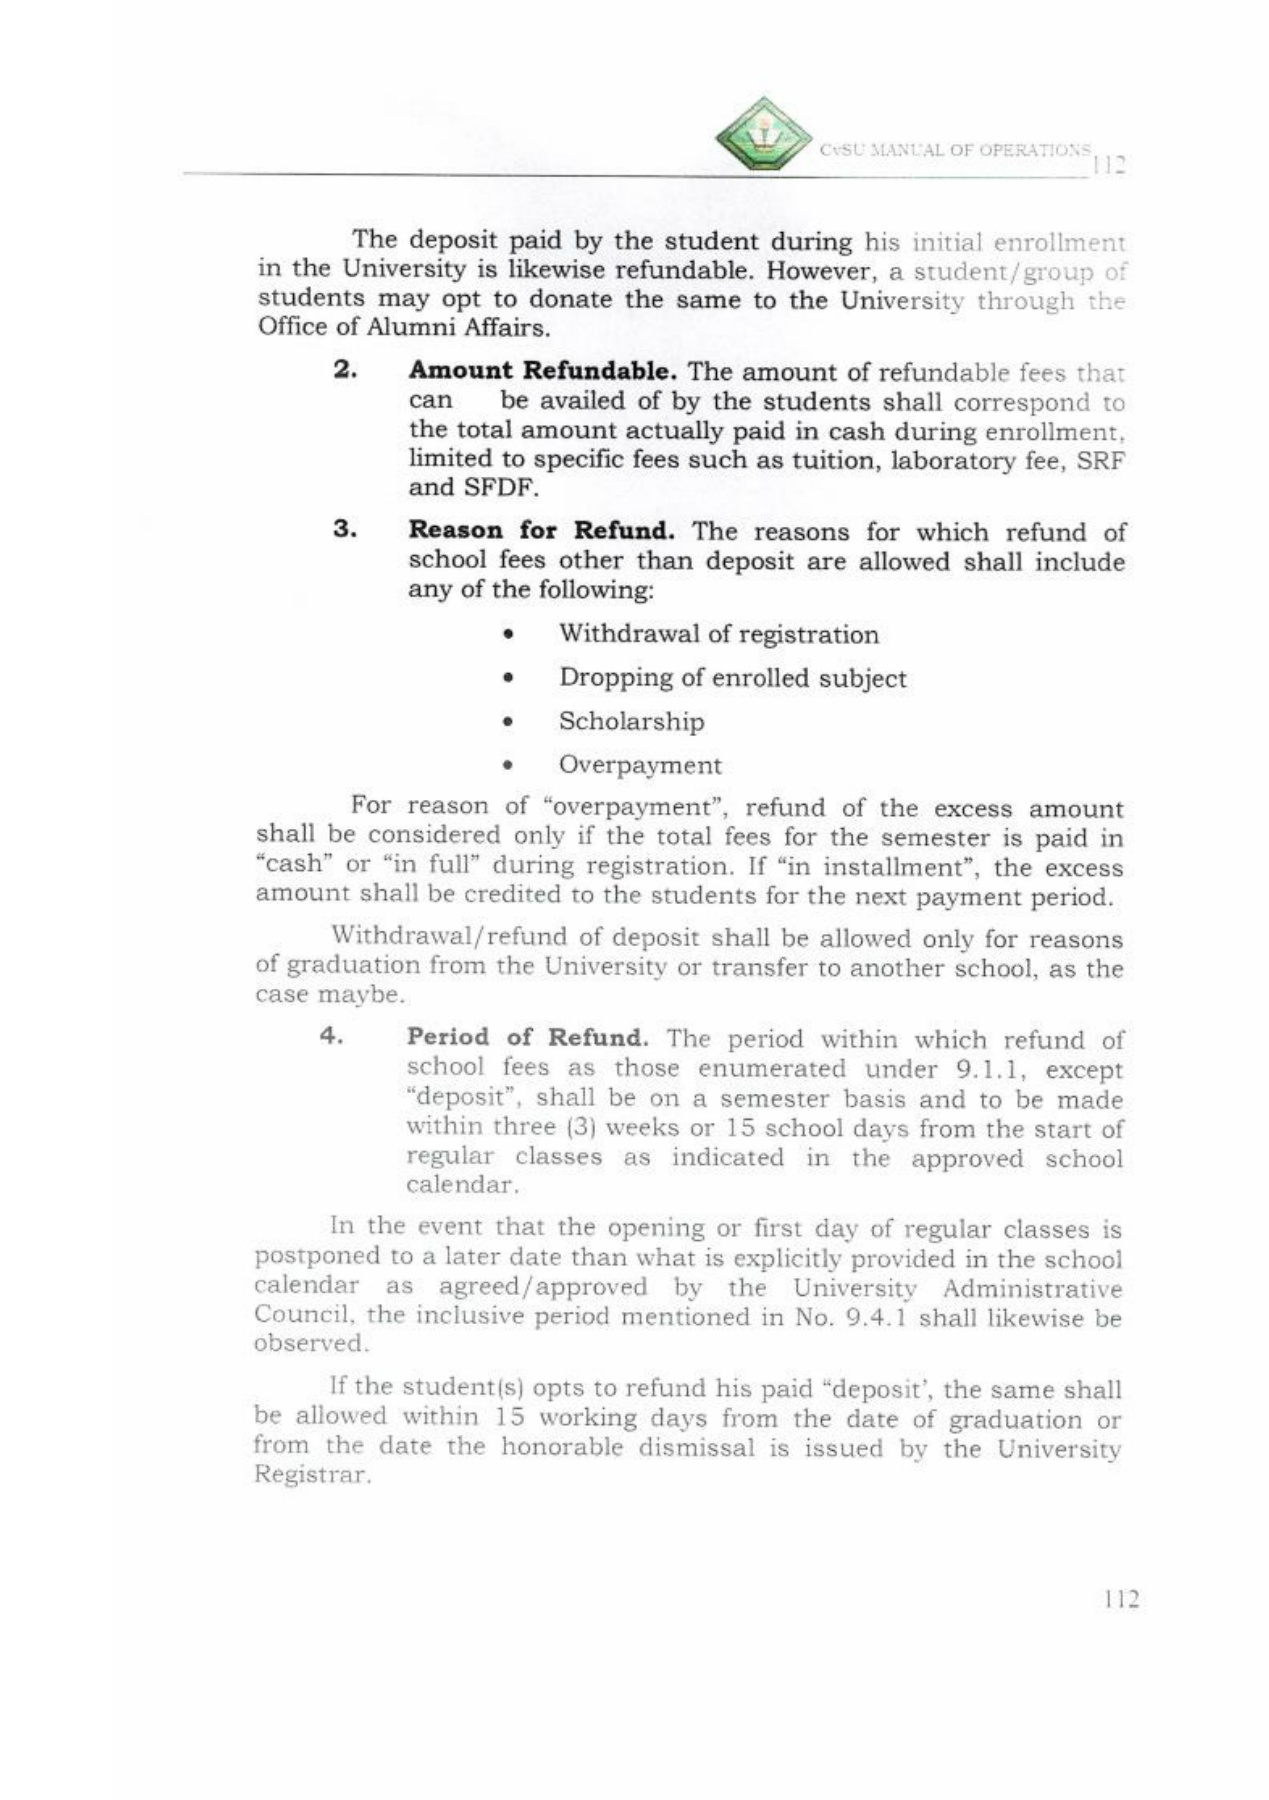 CvSU MANUAL OF OPERATIONS 112
The deposit paid by the student during his initial enrollment
in the University is likewise refundable. However, a student/group of
students may opt to donate the same to the University through the
Office of Alumni Affairs.
2. Amount Refundable. The amount of refundable fees that
can be availed of by the students shall correspond to
the total amount actually paid in cash during enrollment,
limited to specific fees such as tuition, laboratory fee, SRF
and SFDF.
3. Reason for Refund. The reasons for which refund of
school fees other than deposit are allowed shall include
any of the following:
• Withdrawal of registration
• Dropping of enrolled subject
• Scholarship
• Overpayment
For reason of “overpayment”, refund of the excess amount
shall be considered only if the total fees for the semester is paid in
“cash” or “in full” during registration. If “in installment”, the excess
amount shall be credited to the students for the next payment period.
Withdrawal/refund of deposit shall be allowed only for reasons
of graduation from the University or transfer to another school, as the
case maybe.
4. Period of Refund. The period within which refund of
school fees as those enumerated under 9.1.1, except
“deposit”, shall be on a semester basis and to be made
within three (3) weeks or 15 school days from the start of
regular classes as indicated in the approved school
calendar.
In the event that the opening or first day of regular classes is
postponed to a later date than what is explicitly provided in the school
calendar as agreed/approved by the University Administrative
Council, the inclusive period mentioned in No. 9.4.1 shall likewise be
observed.
If the student(s) opts to refund his paid “deposit’, the same shall
be allowed within 15 working days from the date of graduation or
from the date the honorable dismissal is issued by the University
Registrar.
112